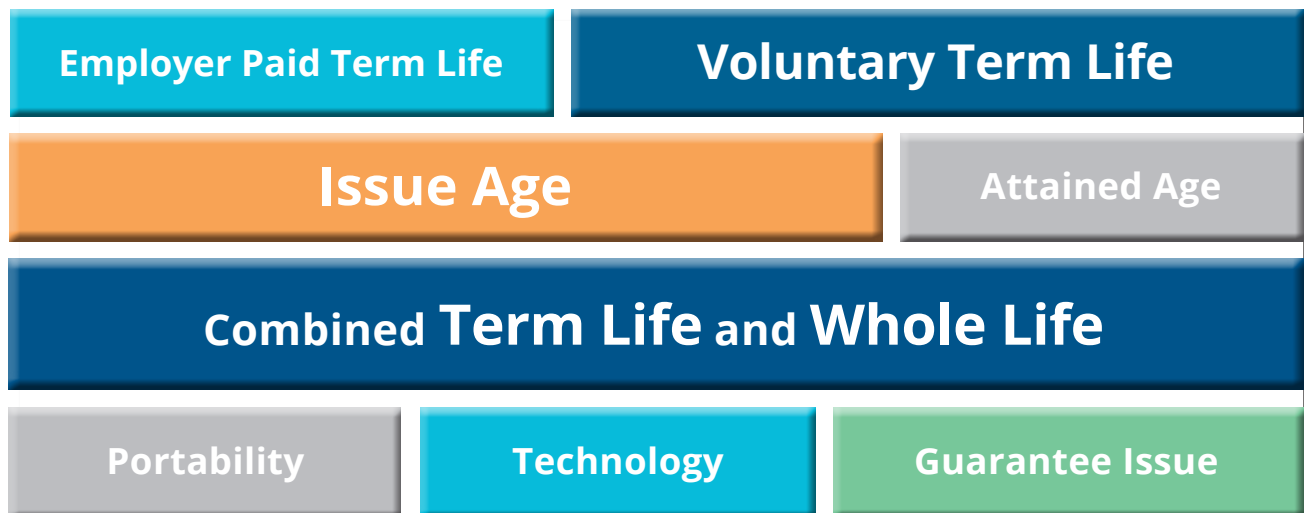 Employer Paid Term Life
Voluntary Term Life
Issue Age
Attained Age
Combined Term Life and Whole Life
Portability
Technology
Guarantee Issue